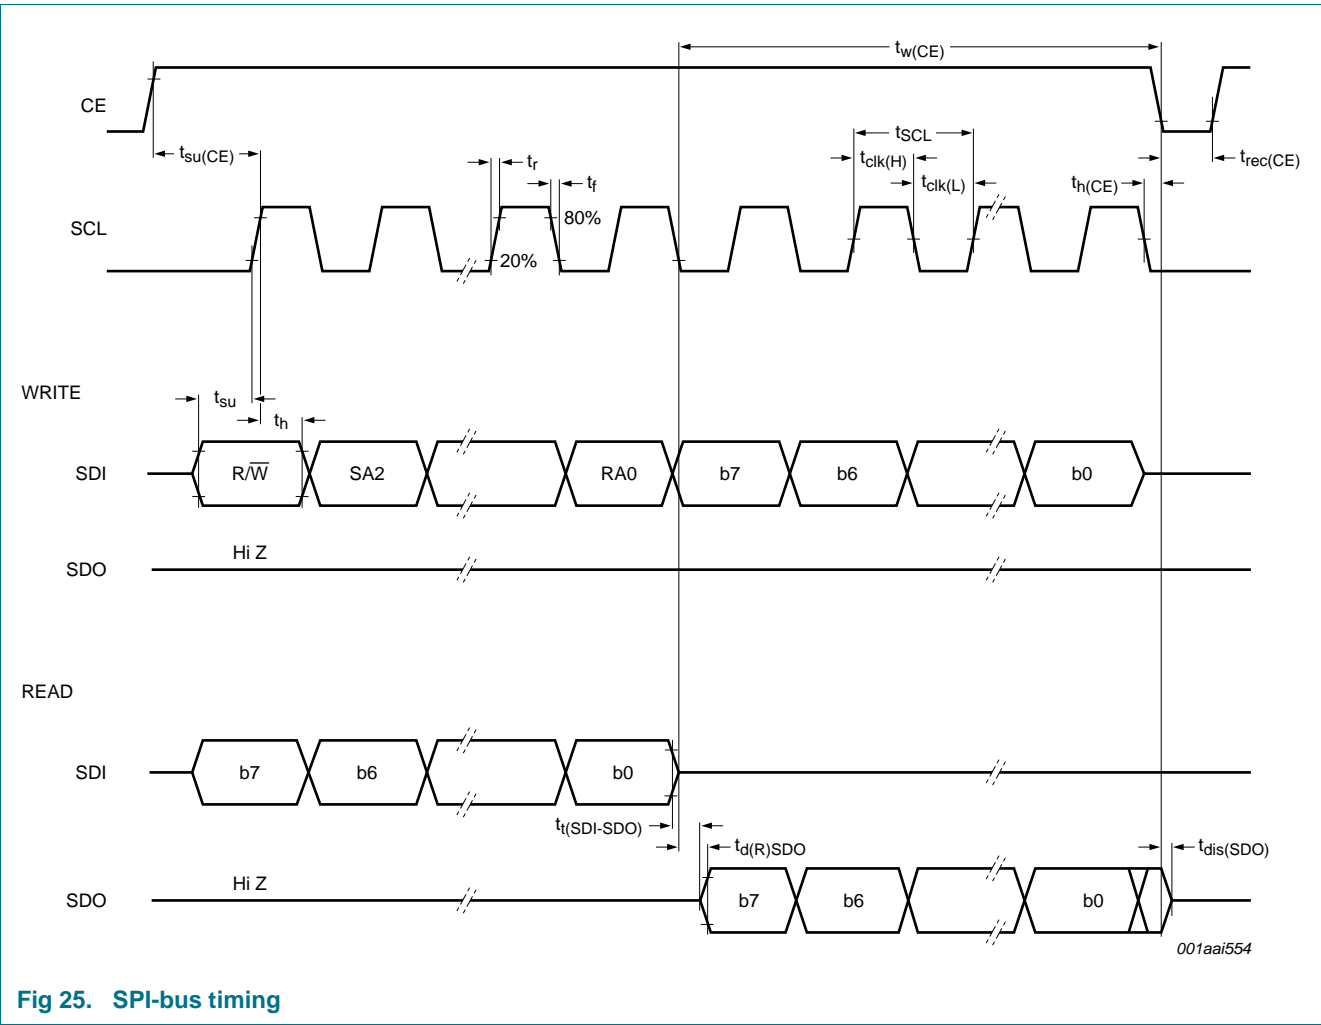 tw(CE)
CE
tSCL
tsu(CE)
tr
tclk(H)
trec(CE)
tf
tclk(L)
th(CE)
SCL
80%
20%
WRITE
tsu
th
SDI
R/W̅
SA2
RA0
b7
b6
b0
Hi Z
SDO
READ
SDI
b7
b6
b0
tt(SDI-SDO)
td(R)SDO
tdis(SDO)
Hi Z
SDO
b7
b6
b0
001aai554
Fig 25. SPI-bus timing